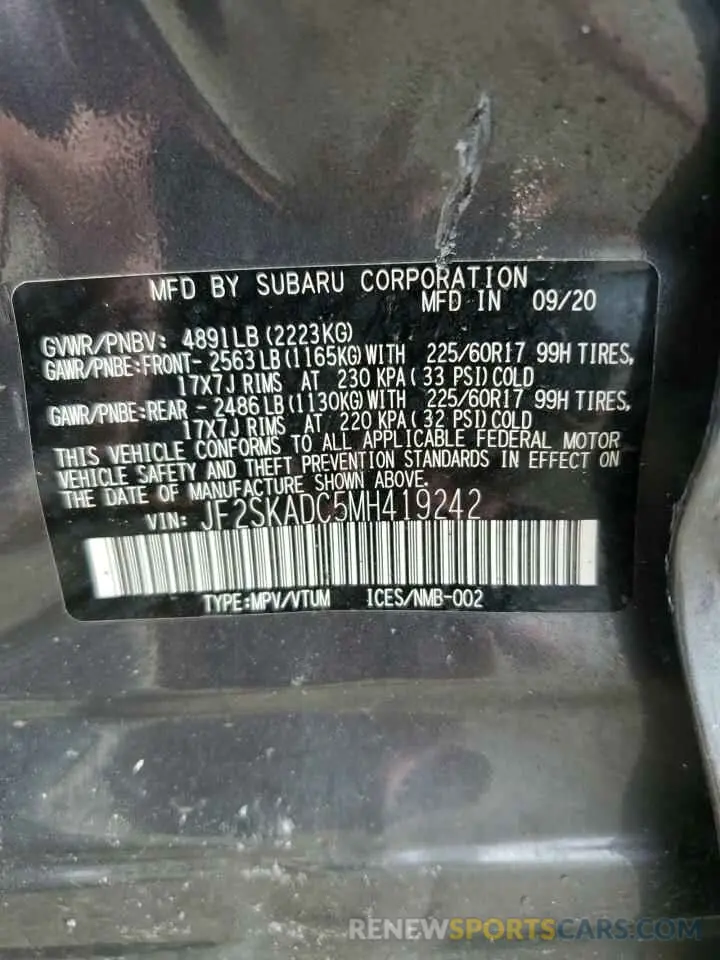 MFD BY SUBARU CORPORATION
MFD IN 09/20
GVWR/PNBV: 4891LB(2223KG)
GAWR/PNBE:FRONT- 2563LB(1165KG)WITH 225/60R17 99H TIRES,
17X7J RIMS AT 230 KPA(33 PSI)COLD
GAWR/PNBE:REAR - 2486LB(1130KG)WITH 225/60R17 99H TIRES,
17X7J RIMS AT 220 KPA(32 PSI)COLD
THIS VEHICLE CONFORMS TO ALL APPLICABLE FEDERAL MOTOR
VEHICLE SAFETY AND THEFT PREVENTION STANDARDS IN EFFECT ON
THE DATE OF MANUFACTURE SHOWN ABOVE.
VIN: JF2SKADC5MH419242
TYPE:MPV/VTUM ICES/NMB-002
RENEWSPORTSCARS.COM